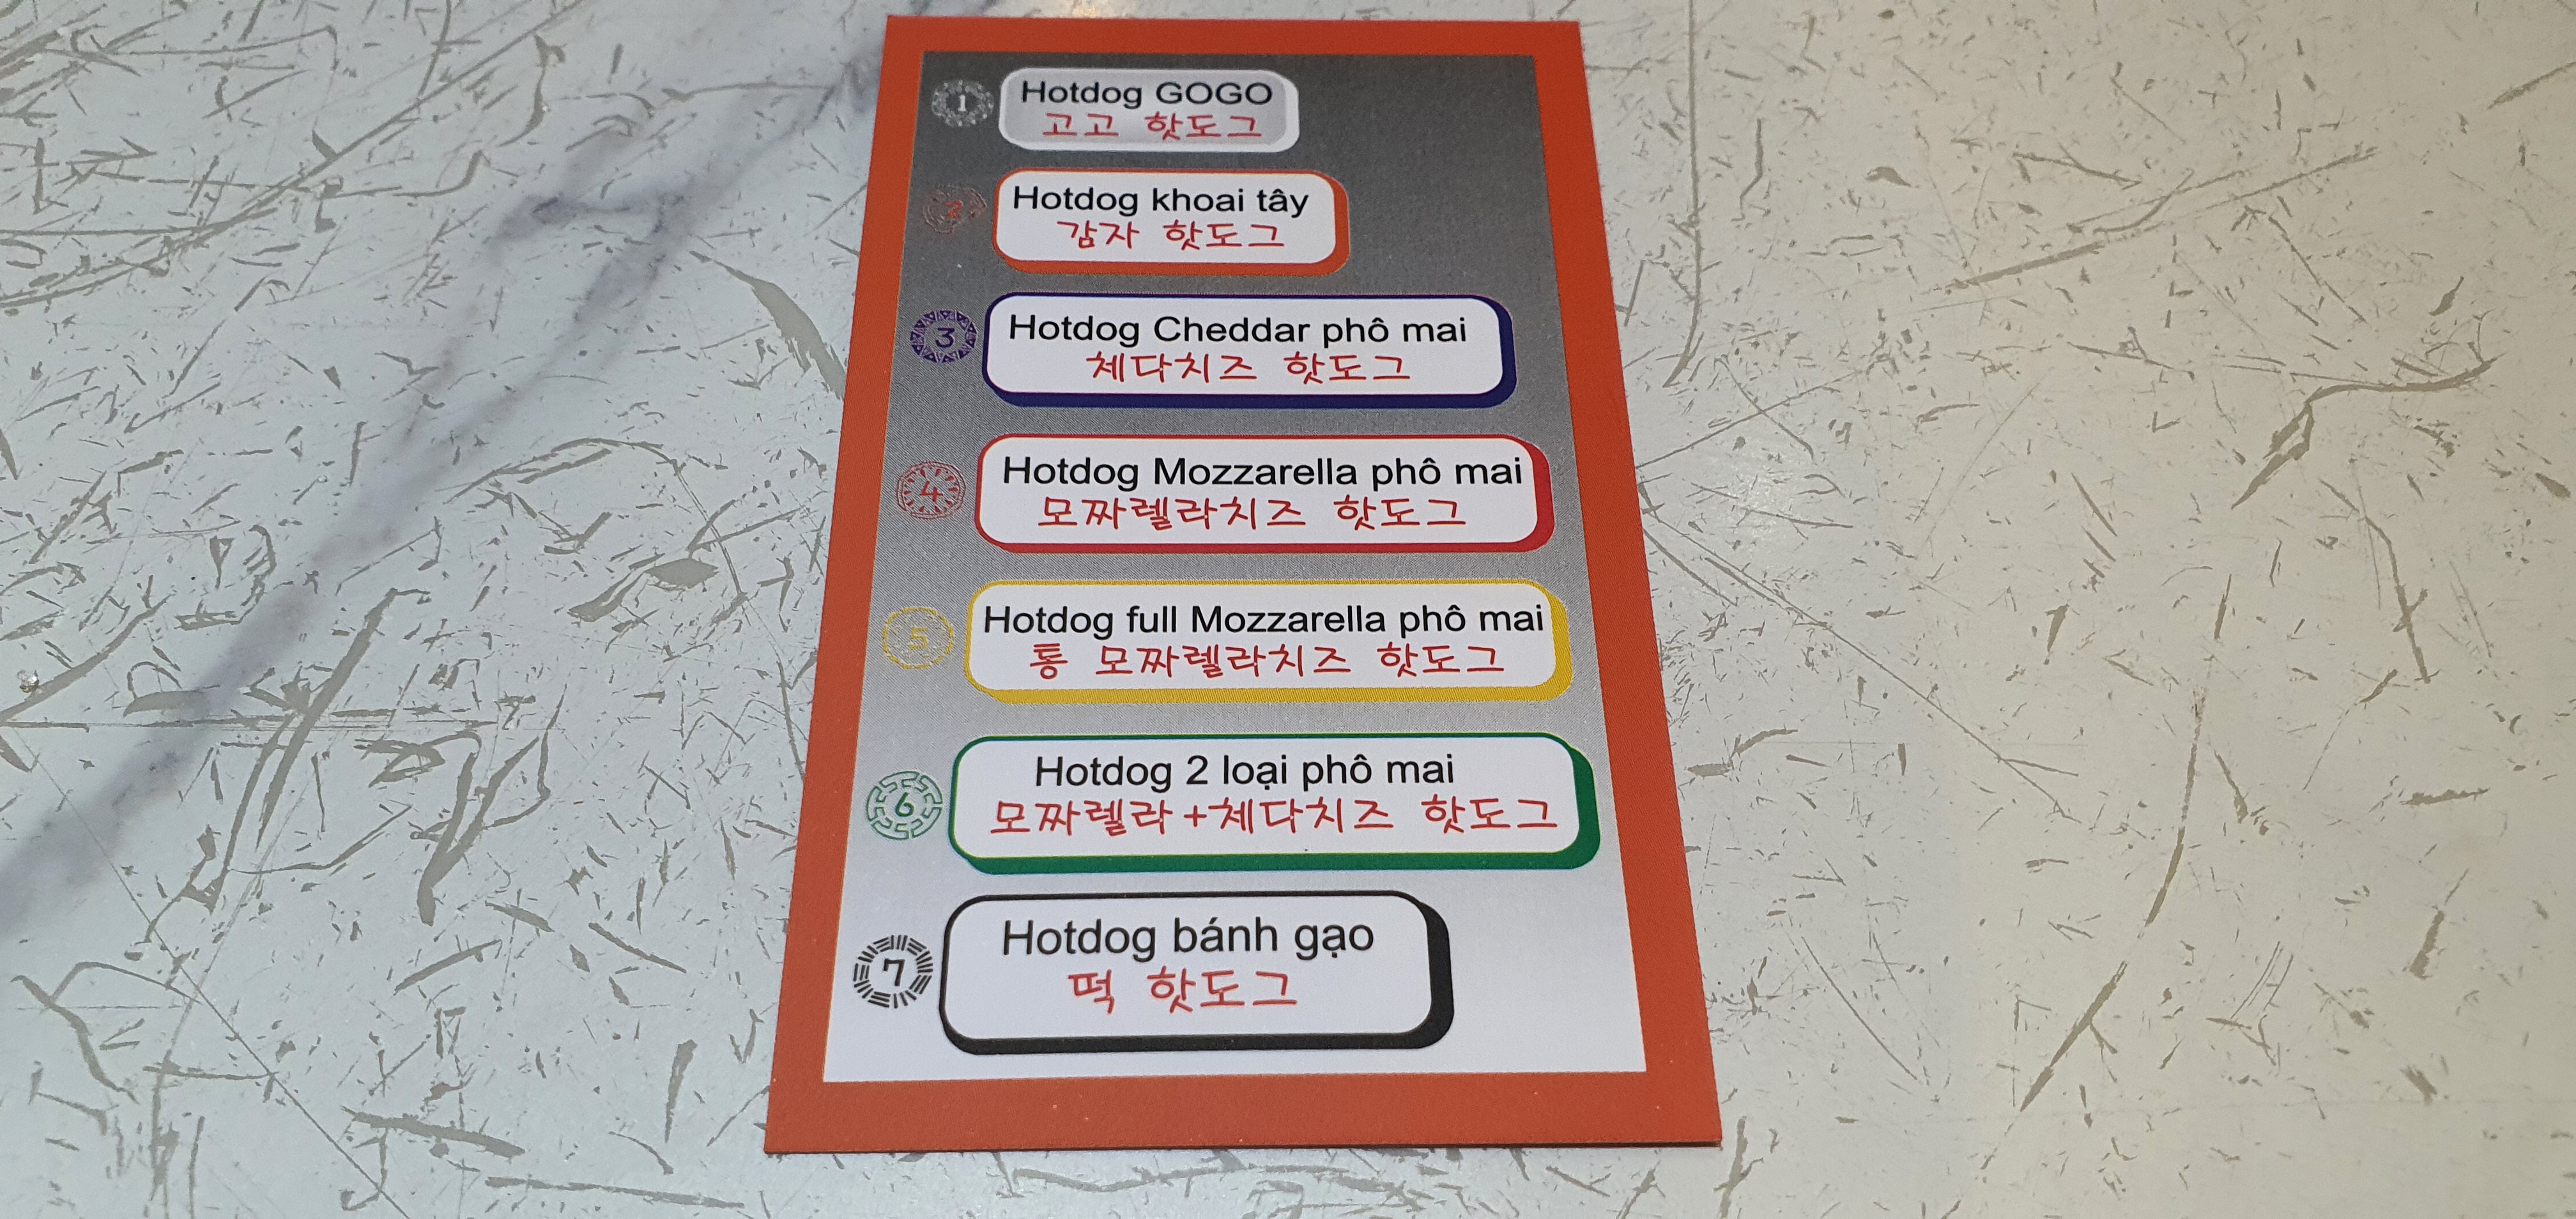 1
Hotdog GOGO
고고 핫도그
2
Hotdog khoai tây
감자 핫도그
3
Hotdog Cheddar phô mai
체다치즈 핫도그
4
Hotdog Mozzarella phô mai
모짜렐라치즈 핫도그
5
Hotdog full Mozzarella phô mai
통 모짜렐라치즈 핫도그
6
Hotdog 2 loại phô mai
모짜렐라+체다치즈 핫도그
7
Hotdog bánh gạo
떡 핫도그